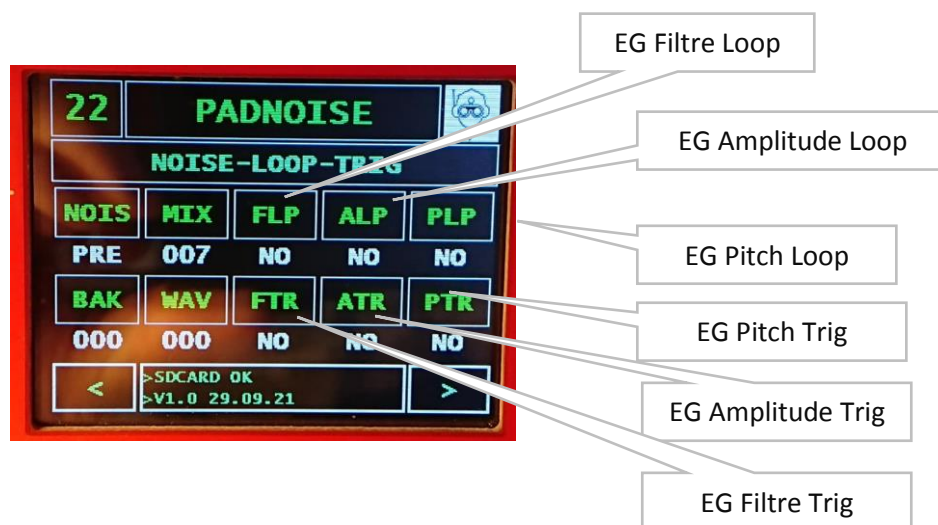 EG Filtre Loop
22 PADNOISE
NOISE-LOOP-TRIG
EG Amplitude Loop
NOIS MIX FLP ALP PLP
PRE 007 NO NO NO
EG Pitch Loop
BAK WAV FTR ATR PTR
000 000 NO NO NO
EG Pitch Trig
< >SDCARD OK >
>V1.0 29.09.21
EG Amplitude Trig
EG Filtre Trig